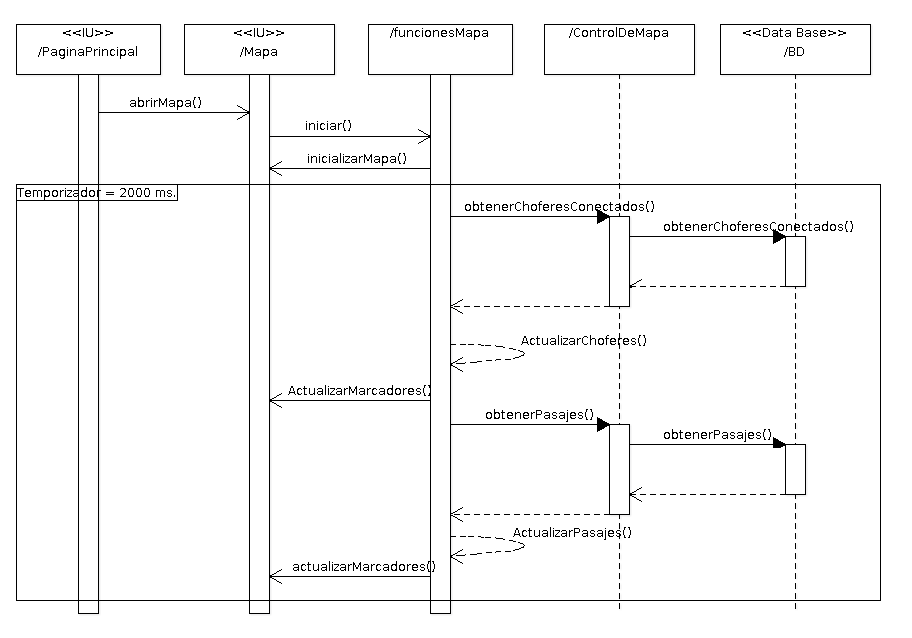 <<IU>>
/PaginaPrincipal
<<IU>>
/Mapa
/funcionesMapa
/ControlDeMapa
<<Data Base>>
/BD
abrirMapa()
iniciar()
inicializarMapa()
Temporizador = 2000 ms.
obtenerChoferesConectados()
obtenerChoferesConectados()
ActualizarChoferes()
ActualizarMarcadores()
obtenerPasajes()
obtenerPasajes()
ActualizarPasajes()
actualizarMarcadores()